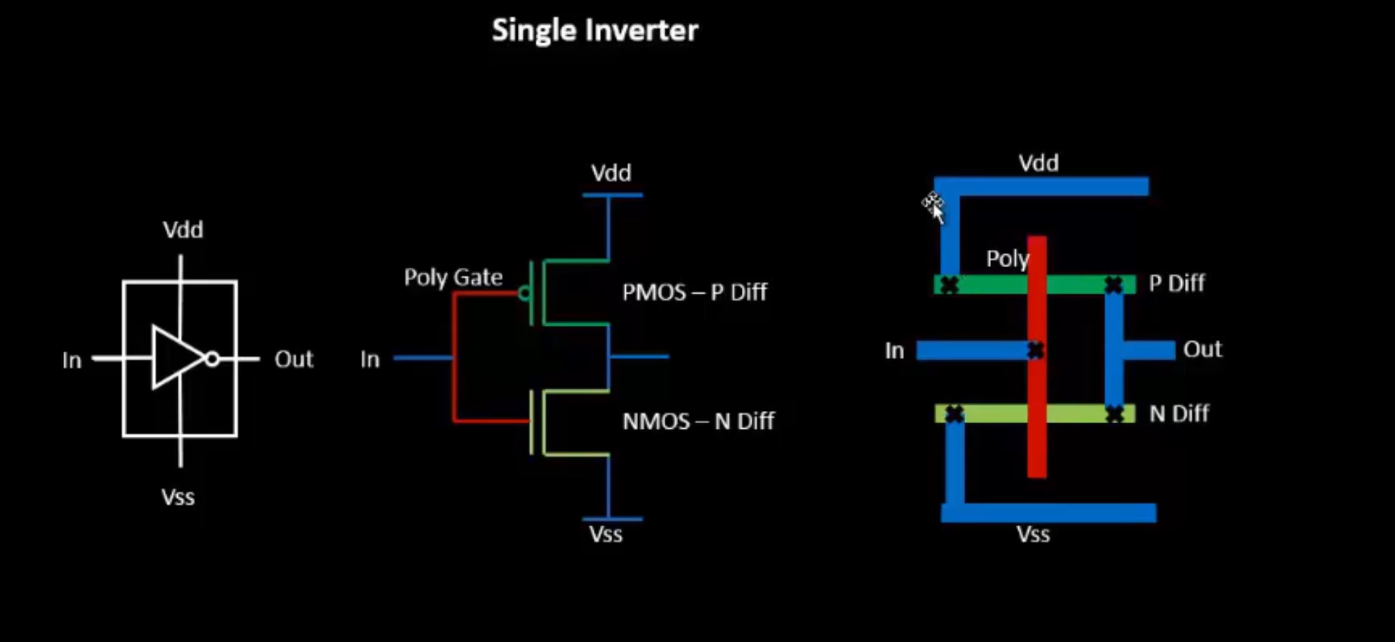 Single Inverter
Vdd
In
Out
Vss
Vdd
Poly Gate
PMOS – P Diff
In
NMOS – N Diff
Vss
Vdd
Poly
P Diff
In
Out
N Diff
Vss